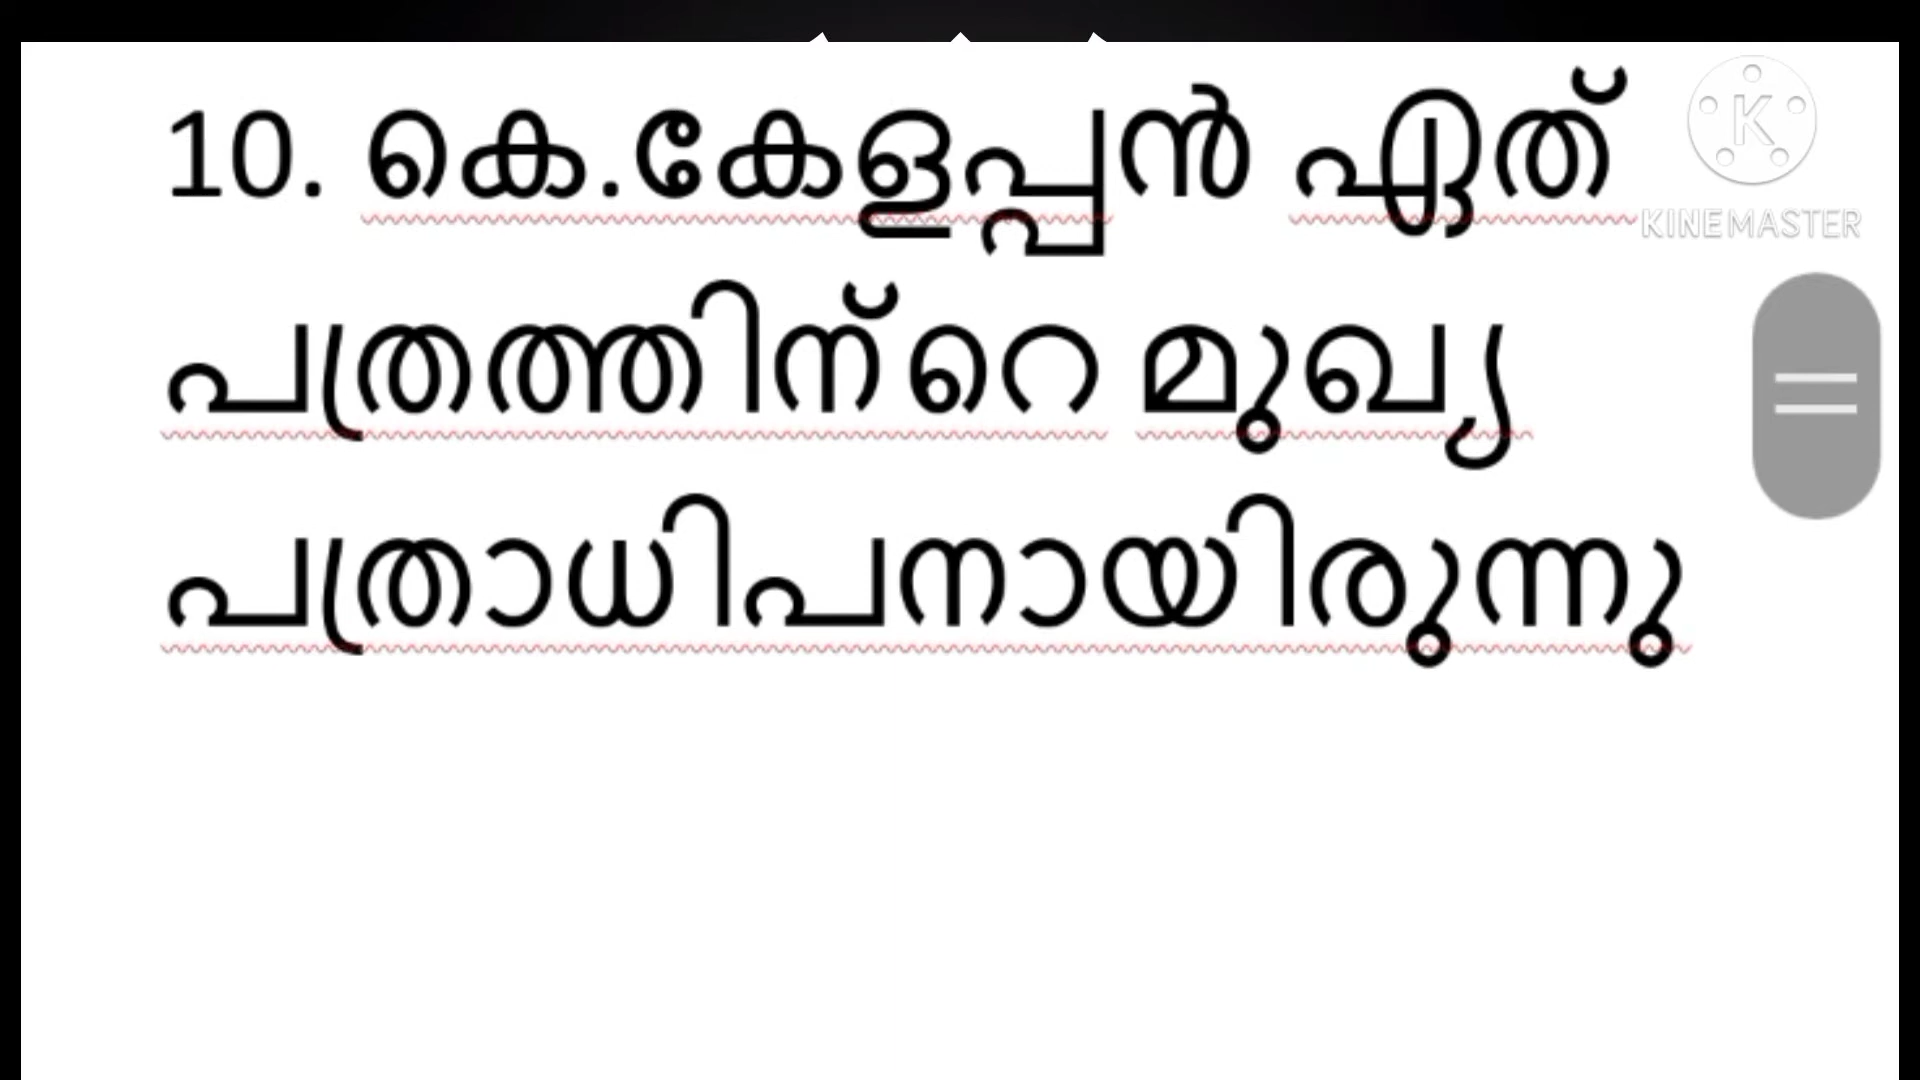 10. കെ.കേളപ്പൻ ഏത്
KINEMASTER
പത്രത്തിന്റെ മുഖ്യ
പത്രാധിപനായിരുന്നു